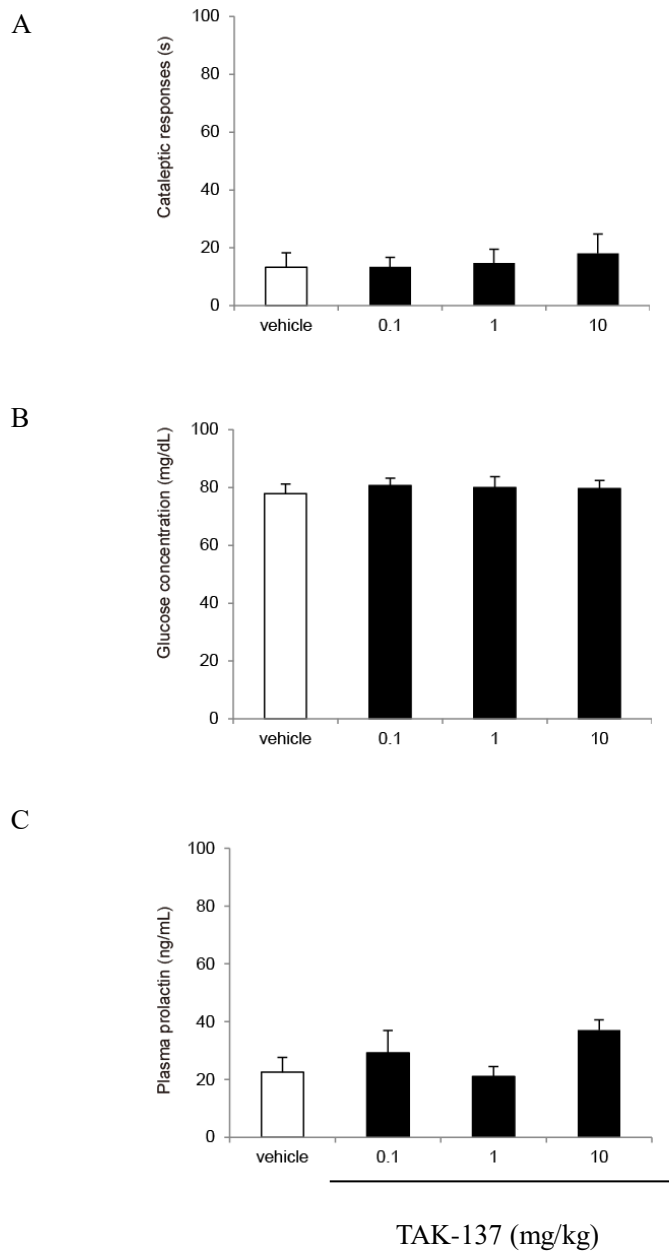 A
Cataleptic responses (s)
100
80
60
40
20
0
vehicle 0.1 1 10
B
Glucose concentration (mg/dL)
100
80
60
40
20
0
vehicle 0.1 1 10
C
Plasma prolactin (ng/mL)
100
80
60
40
20
0
vehicle 0.1 1 10
TAK-137 (mg/kg)